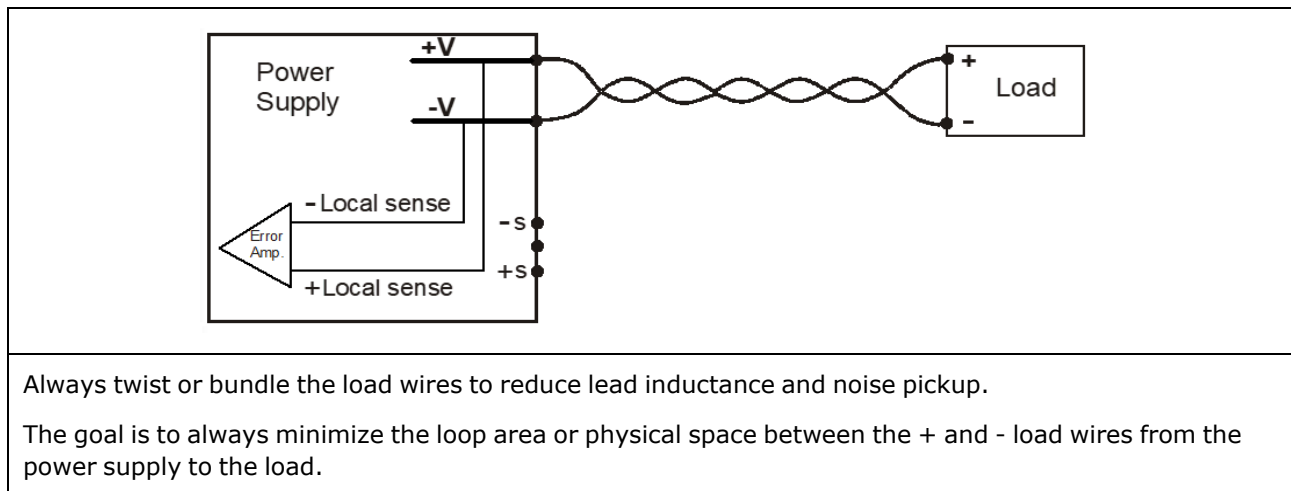 +V
Power
Supply
-V
-Local sense
Error
Amp.
+Local sense
-s
+s
+
-
Load
Always twist or bundle the load wires to reduce lead inductance and noise pickup.
The goal is to always minimize the loop area or physical space between the + and - load wires from the
power supply to the load.